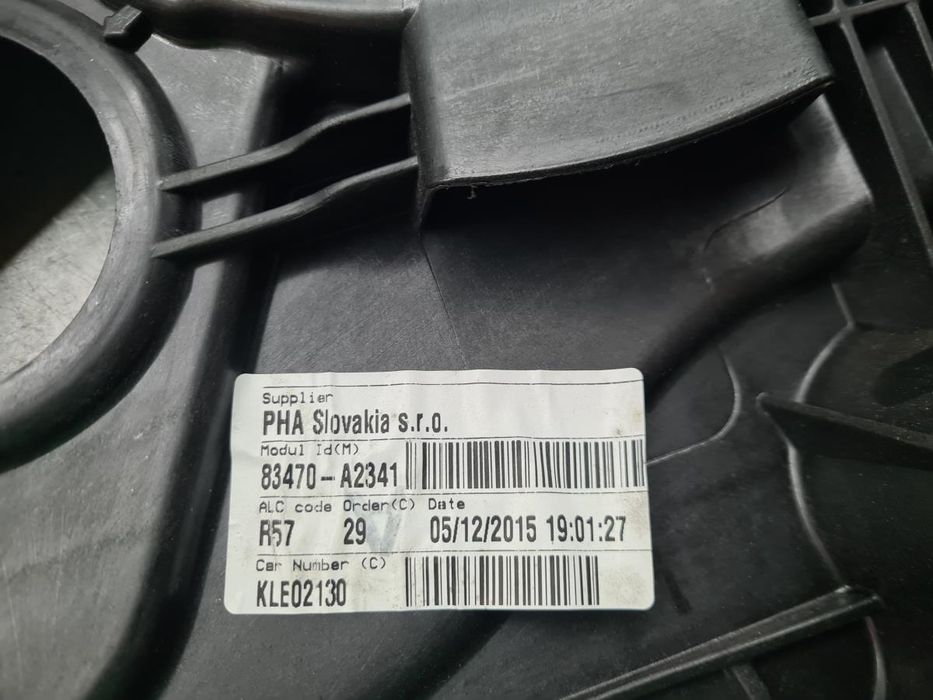 Supplier
PHA Slovakia s.r.o.
Modul Id(M)
83470-A2341
ALC code Order(C) Date
R57 29 05/12/2015 19:01:27
Car Number (C)
KLE02130